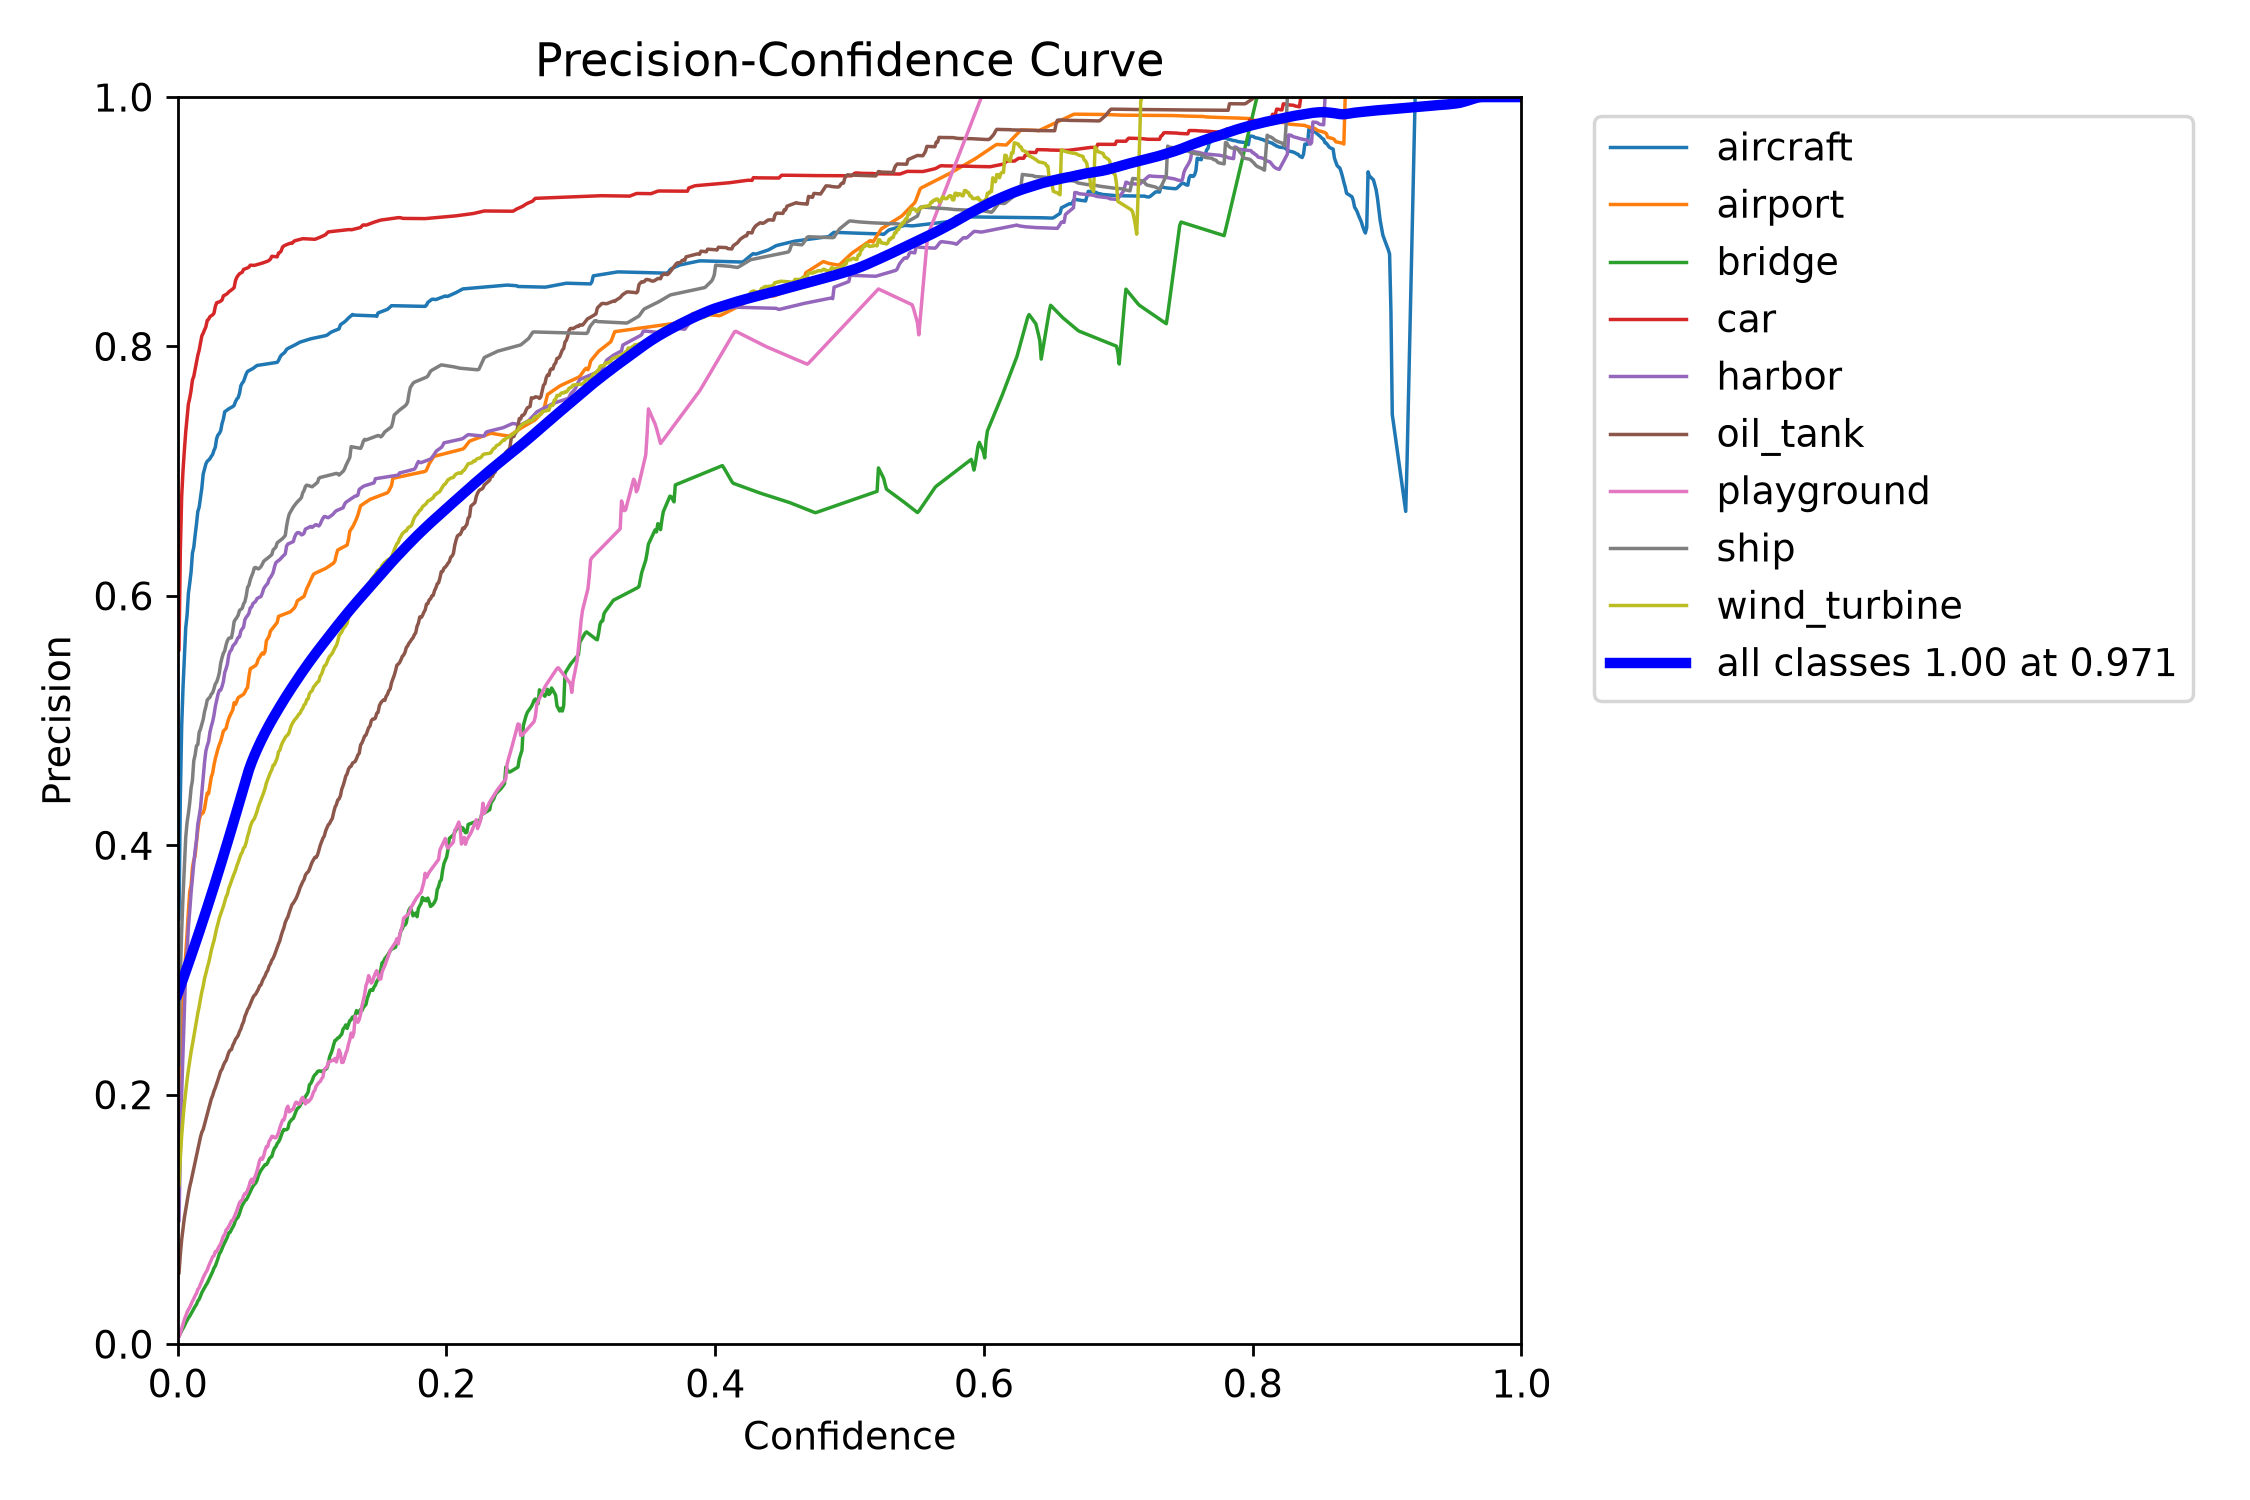 Precision-Confidence Curve
1.0
0.8
0.6
0.4
0.2
0.0
Precision
0.0 0.2 0.4 0.6 0.8 1.0
Confidence
aircraft
airport
bridge
car
harbor
oil_tank
playground
ship
wind_turbine
all classes 1.00 at 0.971